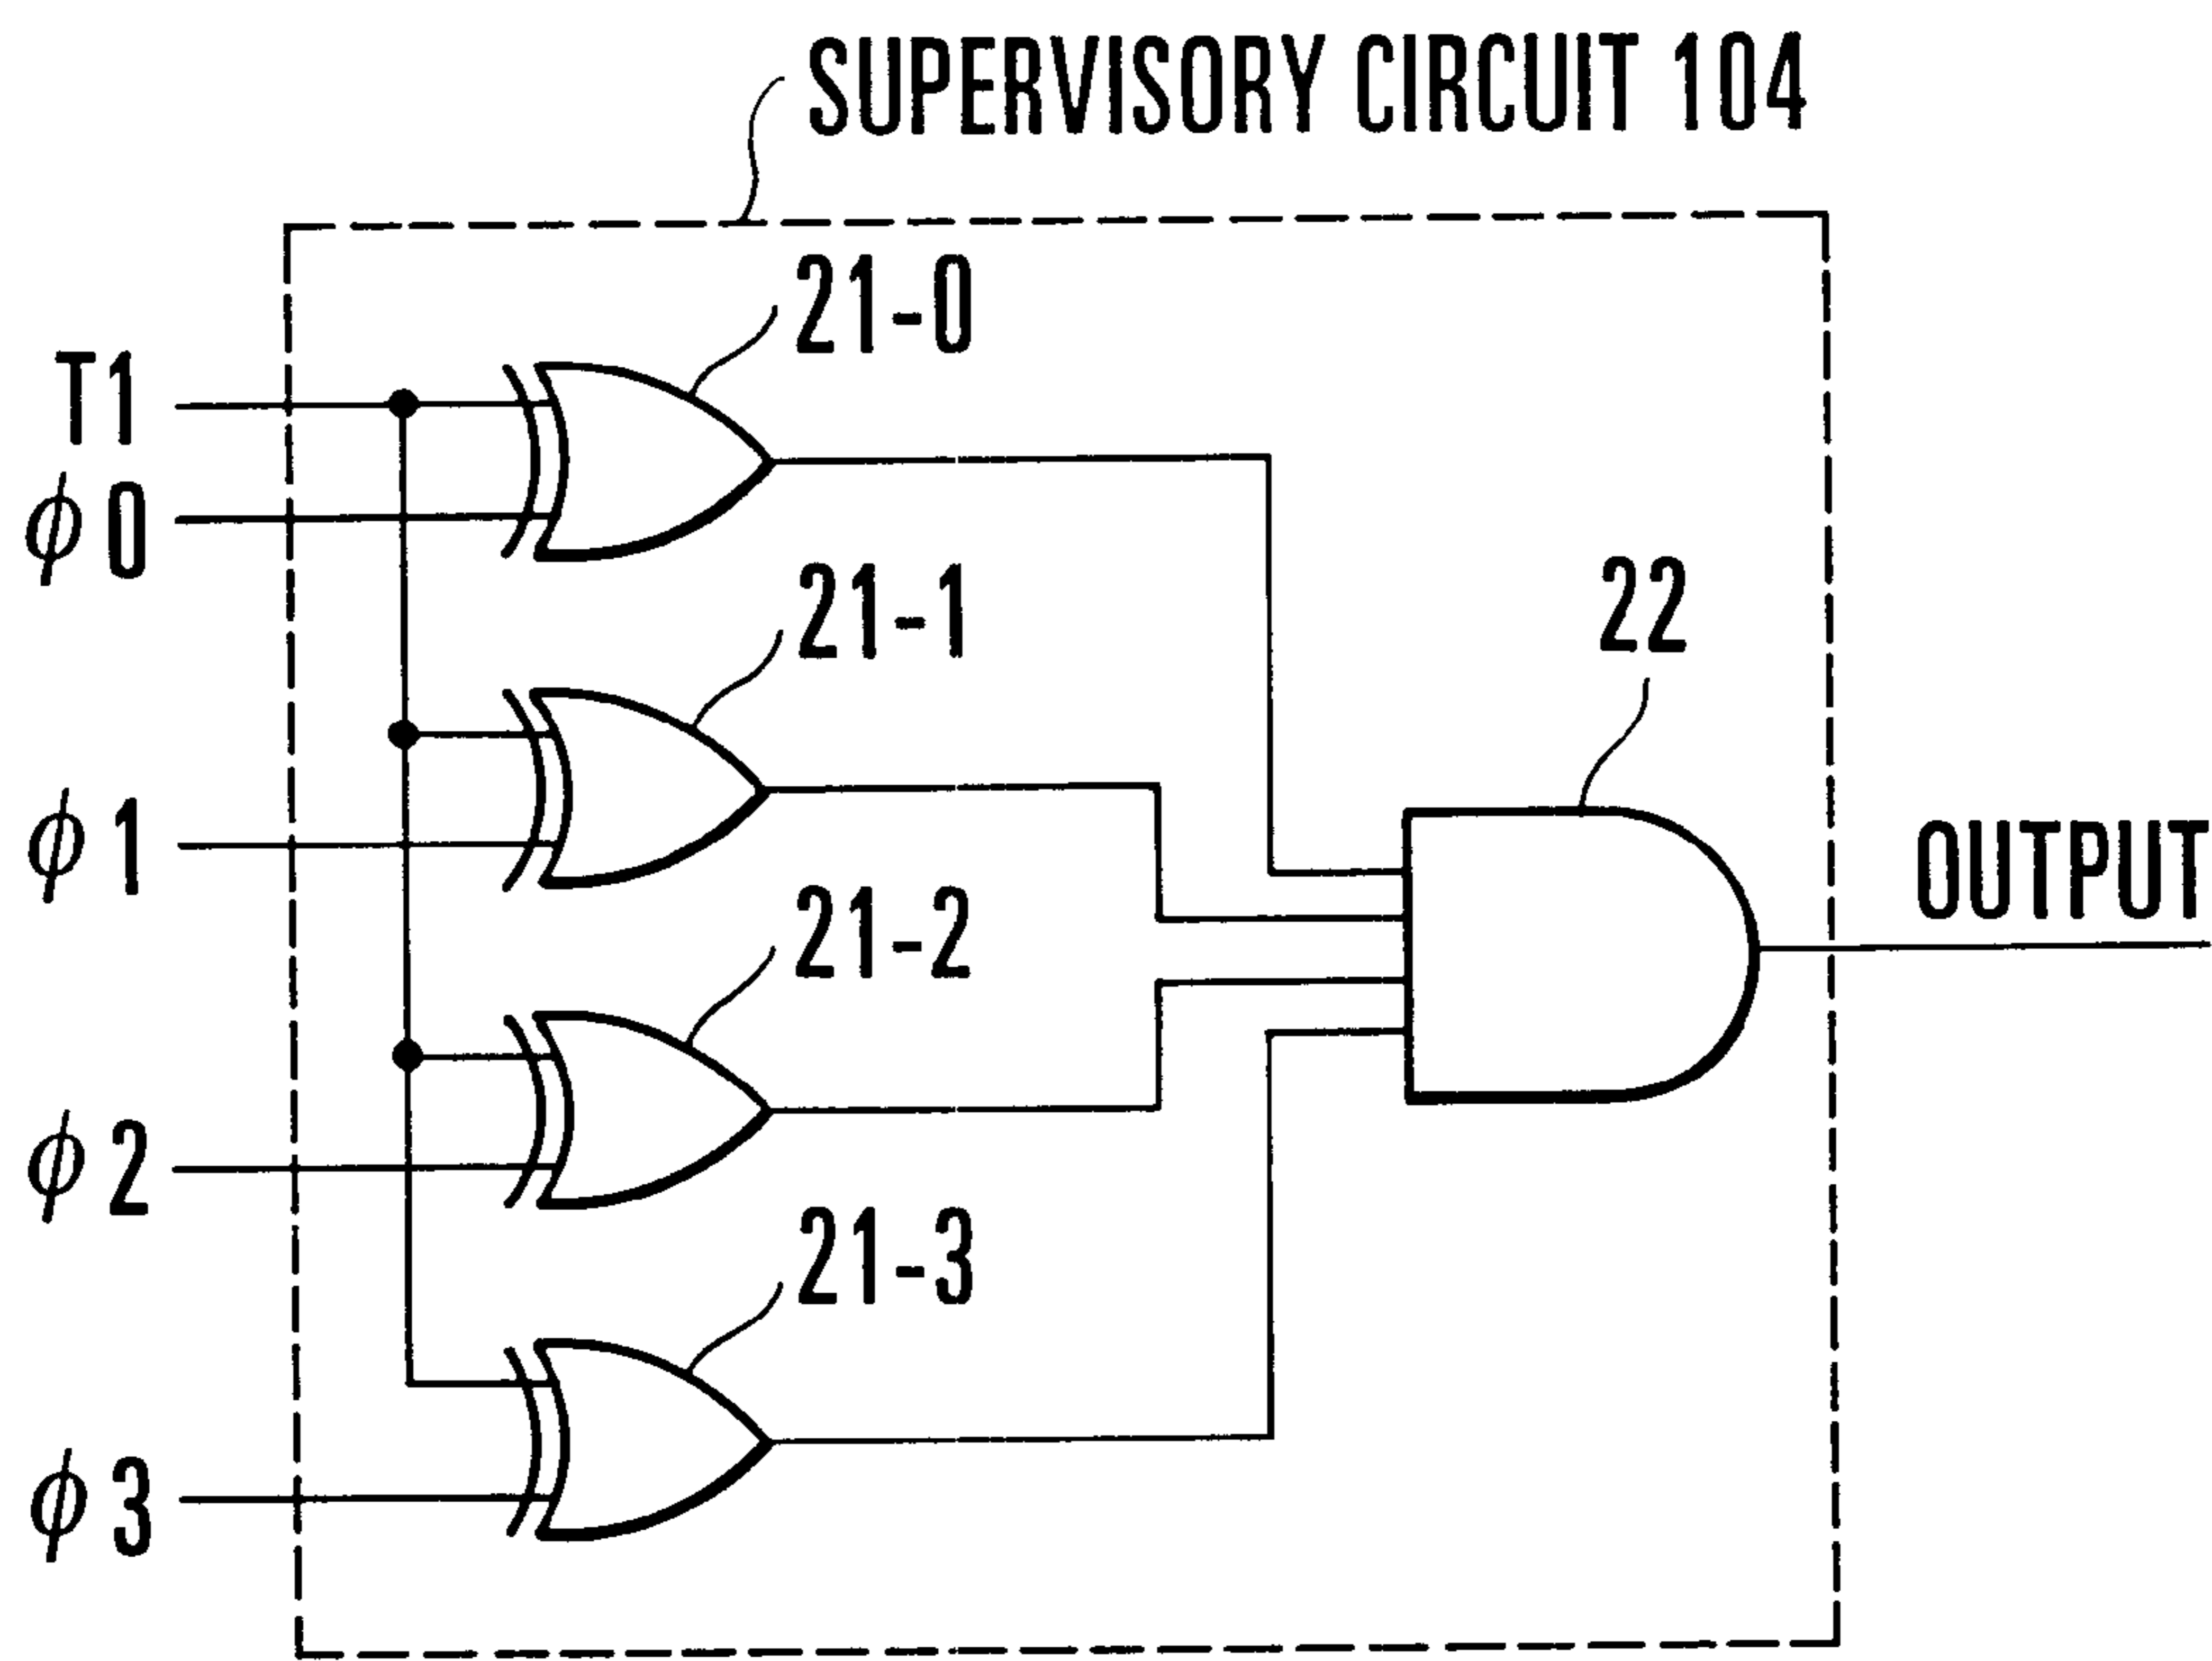 SUPERVISORY CIRCUIT 104
21-0
T1
ϕ0
21-1
22
ϕ1
OUTPUT
21-2
ϕ2
21-3
ϕ3